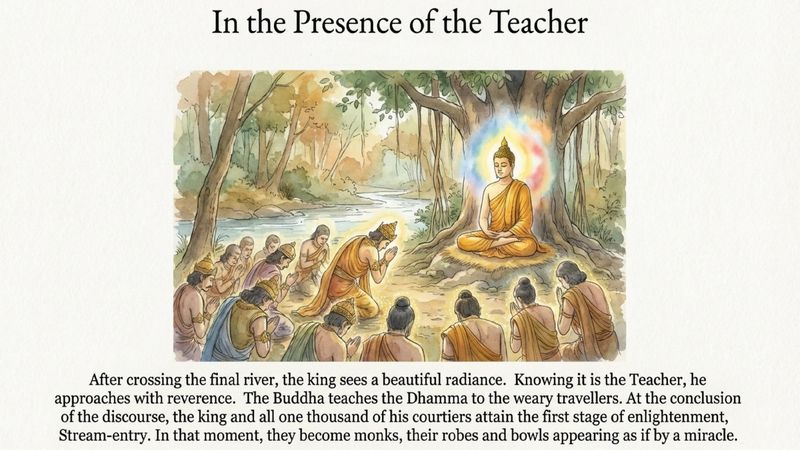 In the Presence of the Teacher
After crossing the final river, the king sees a beautiful radiance.  Knowing it is the Teacher, he
approaches with reverence.  The Buddha teaches the Dhamma to the weary travellers. At the conclusion
of the discourse, the king and all one thousand of his courtiers attain the first stage of enlightenment,
Stream-entry. In that moment, they become monks, their robes and bowls appearing as if by a miracle.